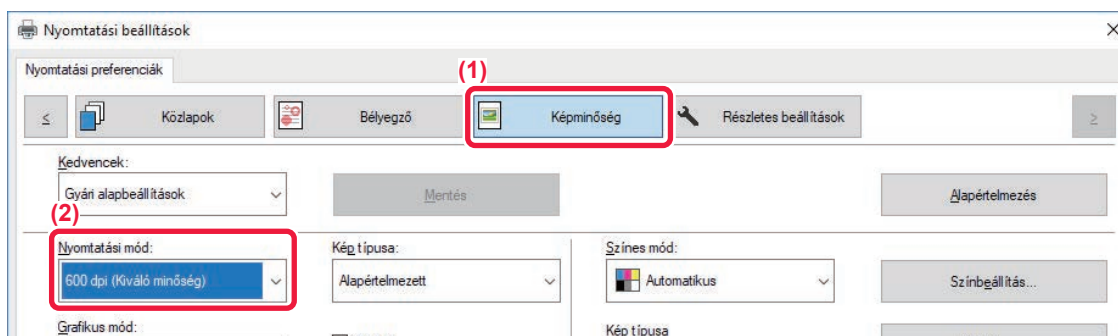 Nyomtatási beállítások
Nyomtatási preferenciák
(1)
<
Közlapok
Bélyegző
Képminőség
Részletes beállítások
>
Kedvencek:
Gyári alapbeállítások
Mentés
Alapértelmezés
(2)
Nyomtatási mód:
Kép típusa:
Színes mód:
600 dpi (Kiváló minőség)
Alapértelmezett
Automatikus
Színbeállítás...
Grafikus mód:
Kép típusa